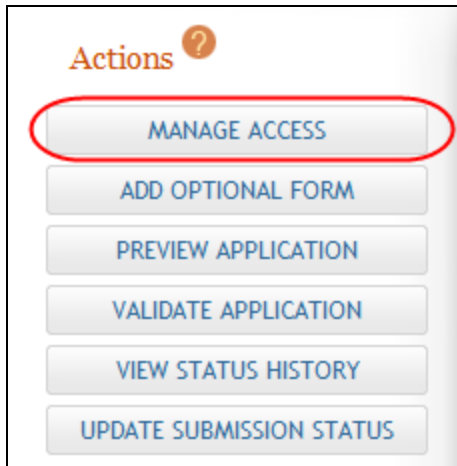 Actions ?
MANAGE ACCESS
ADD OPTIONAL FORM
PREVIEW APPLICATION
VALIDATE APPLICATION
VIEW STATUS HISTORY
UPDATE SUBMISSION STATUS